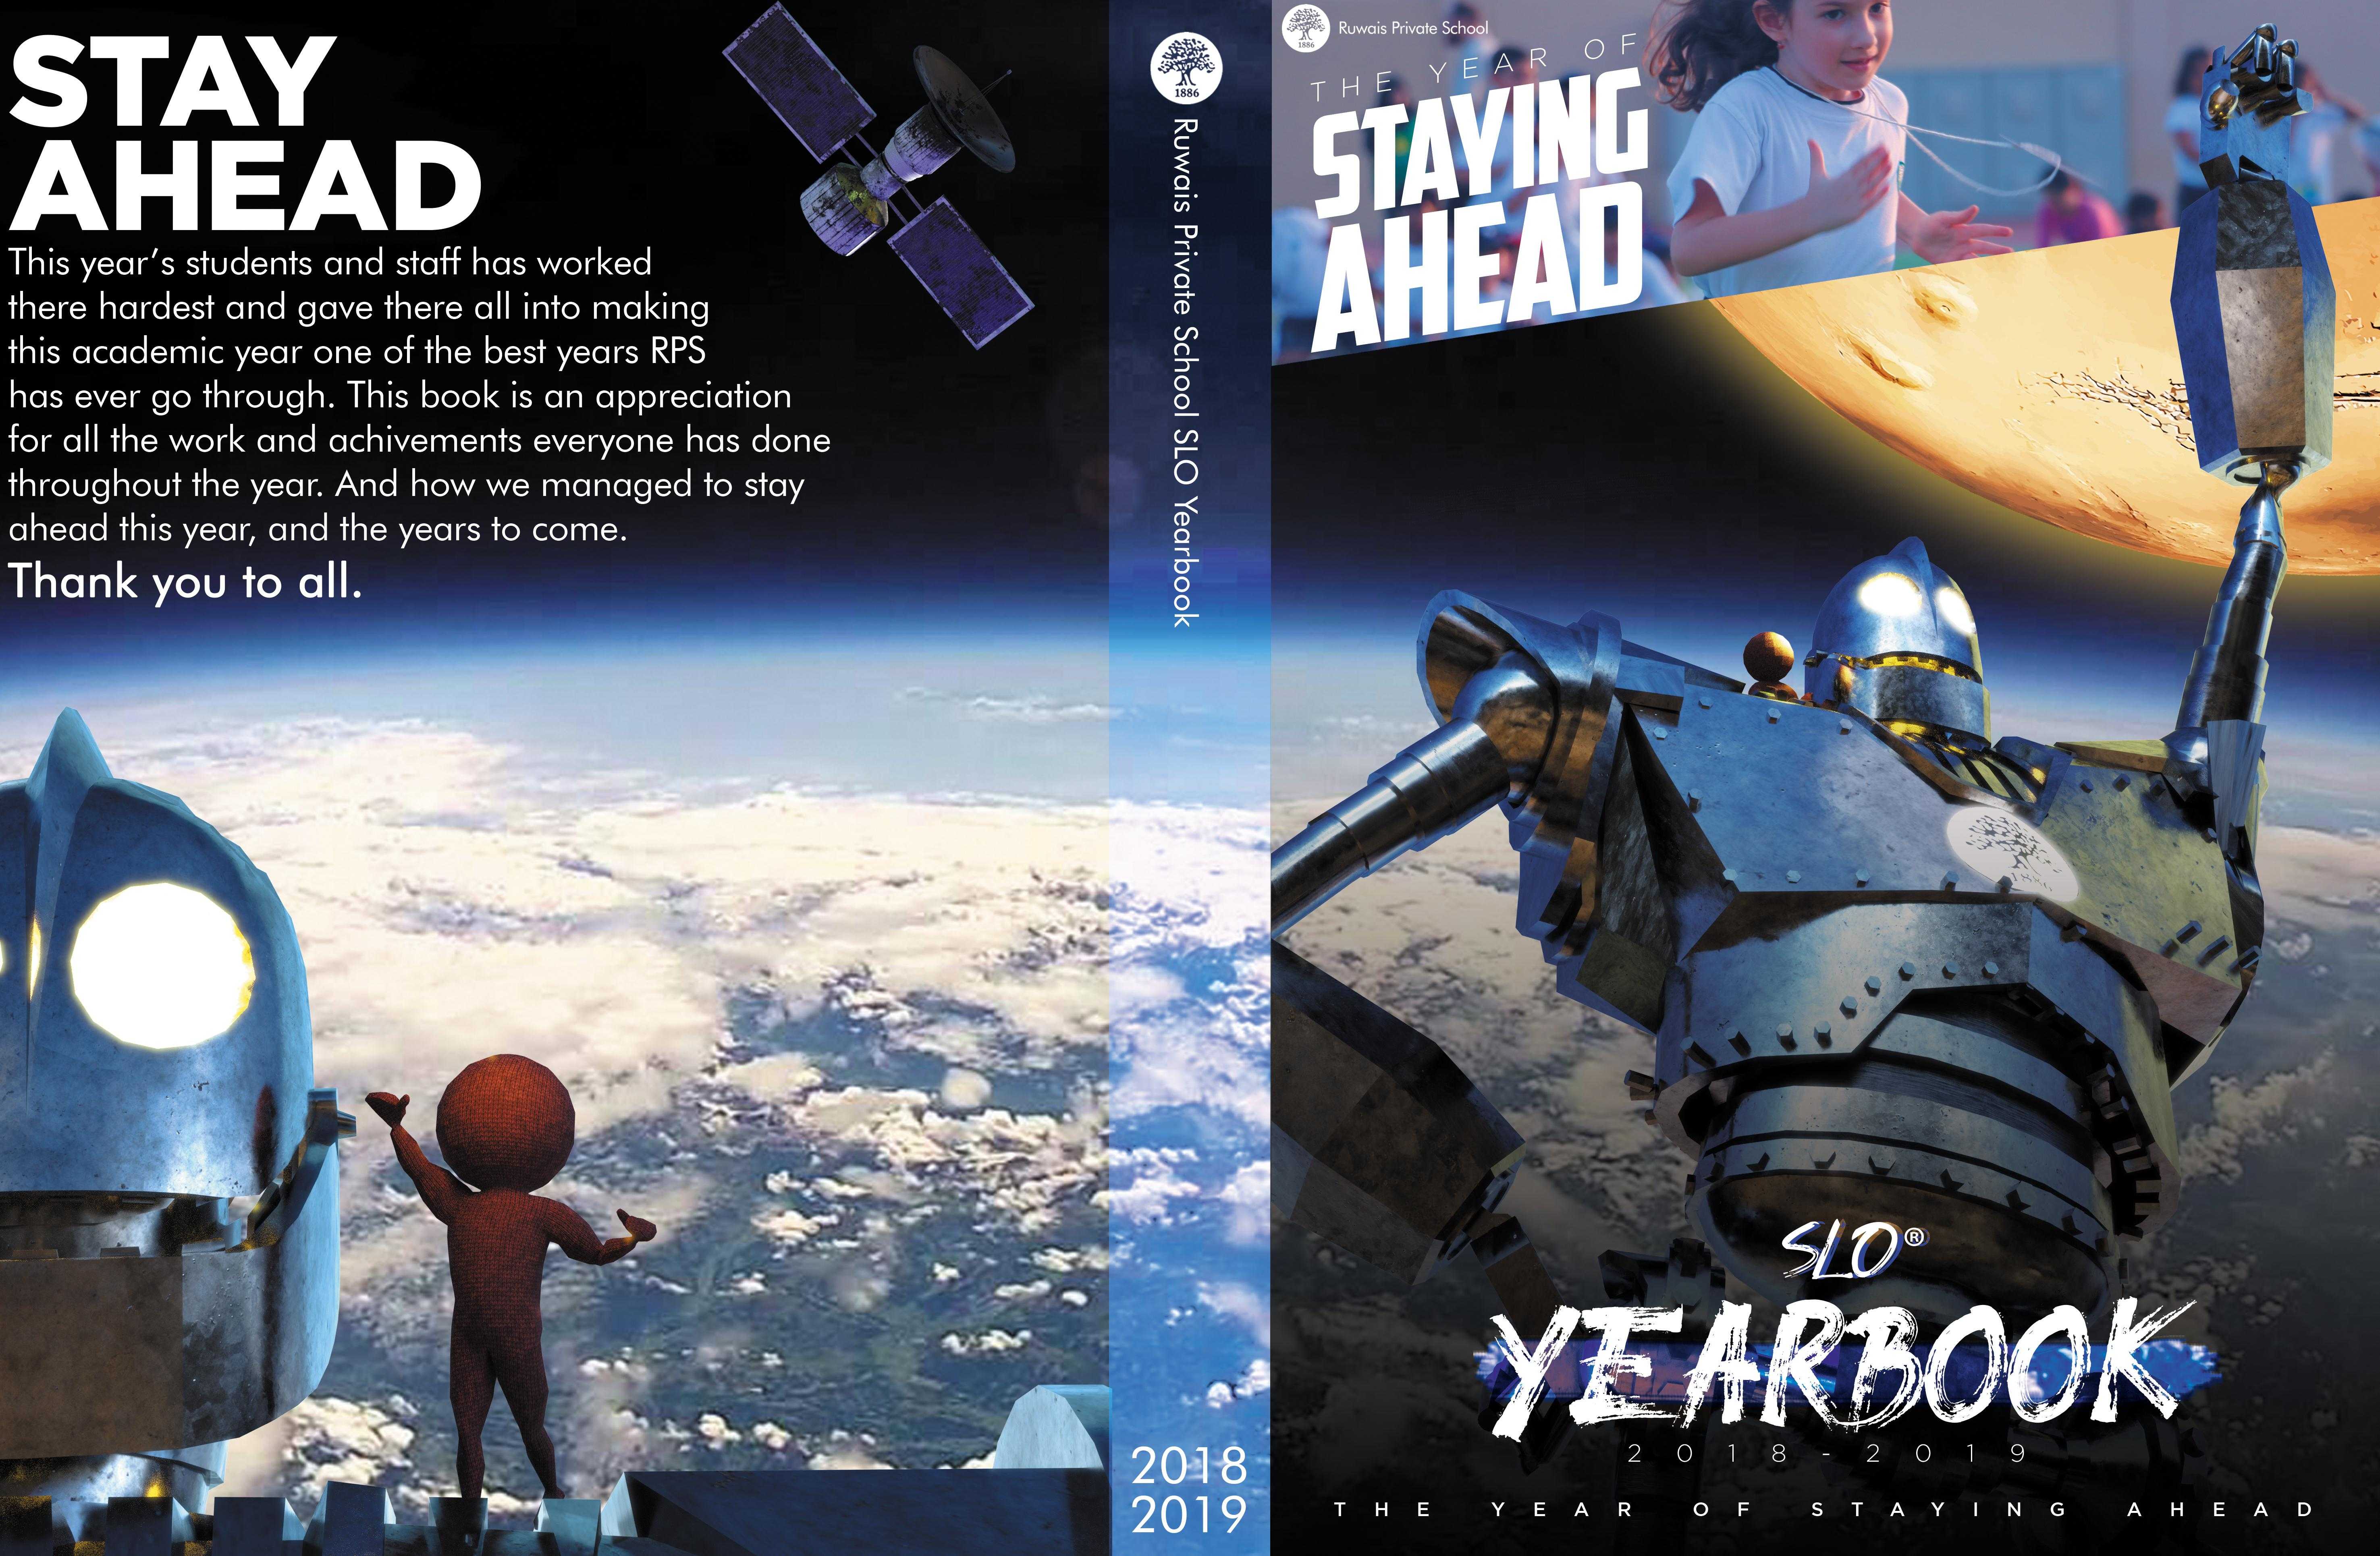 STAY
AHEAD
This year's students and staff has worked
there hardest and gave there all into making
this academic year one of the best years RPS
has ever go through. This book is an appreciation
for all the work and achivements everyone has done
throughout the year. And how we managed to stay
ahead this year, and the years to come.
Thank you to all.
1886
Ruwais Private School SLO Yearbook
2018
2019
1886
Ruwais Private School
THE YEAR OF
STAYING
AHEAD
1886
SLO®
YEARBOOK
2018-2019
THE YEAR OF STAYING AHEAD